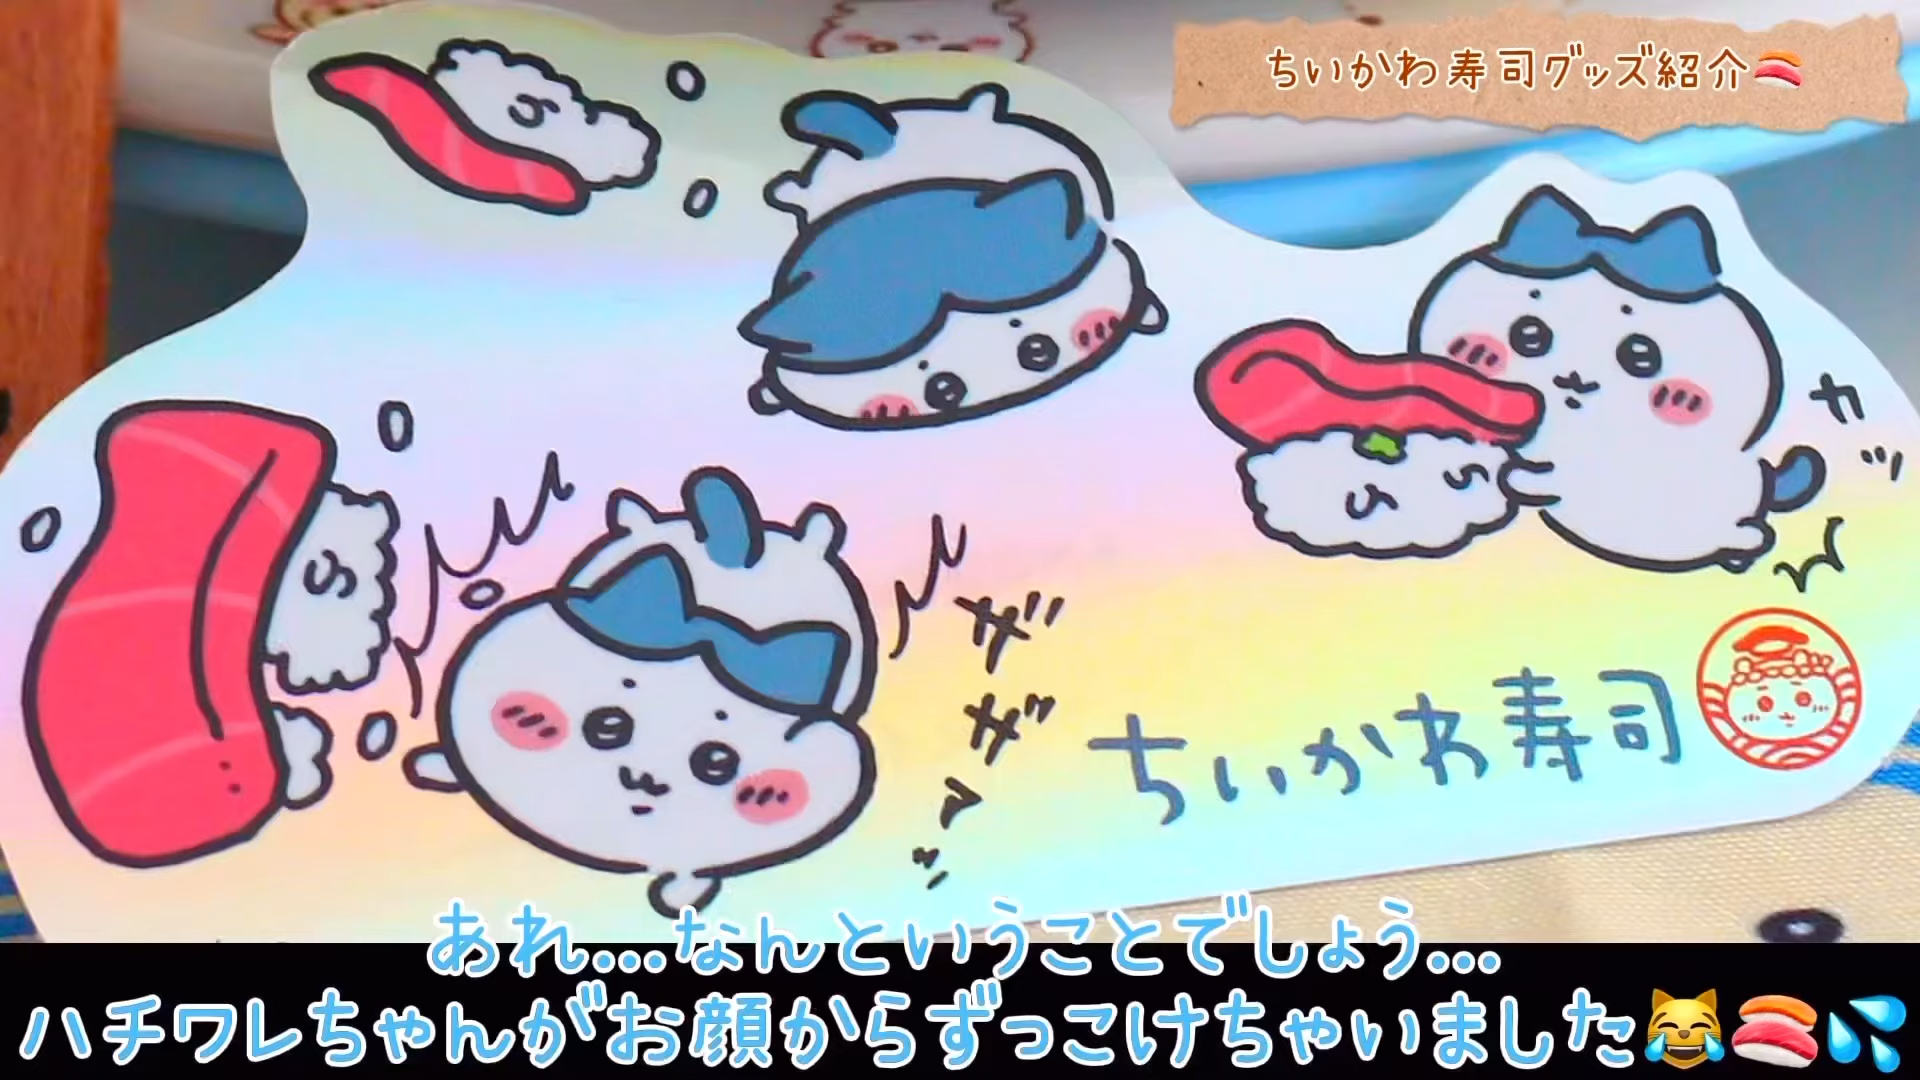 ちいかわ寿司グッズ紹介🍣
カッ
ザザーッ
ちいかわ寿司
あれ...なんということでしょう...
ハチワレちゃんがお顔からずっこけちゃいました😹🍣💦